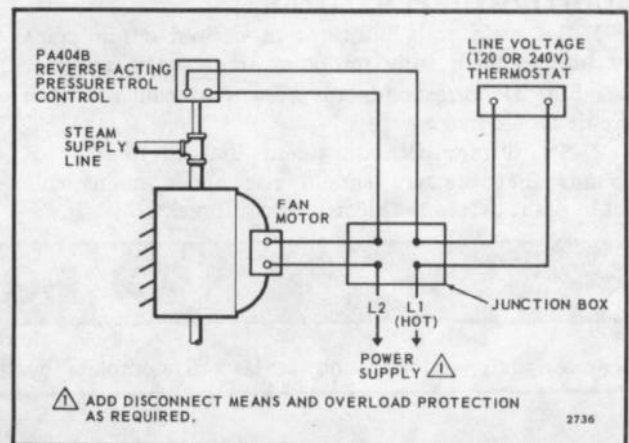 PA404B
REVERSE ACTING
PRESSURETROL
CONTROL
LINE VOLTAGE
(120 OR 240V)
THERMOSTAT
STEAM
SUPPLY
LINE
FAN
MOTOR
L2
L1
(HOT)
JUNCTION BOX
POWER
SUPPLY 1
1 ADD DISCONNECT MEANS AND OVERLOAD PROTECTION
AS REQUIRED.
2736